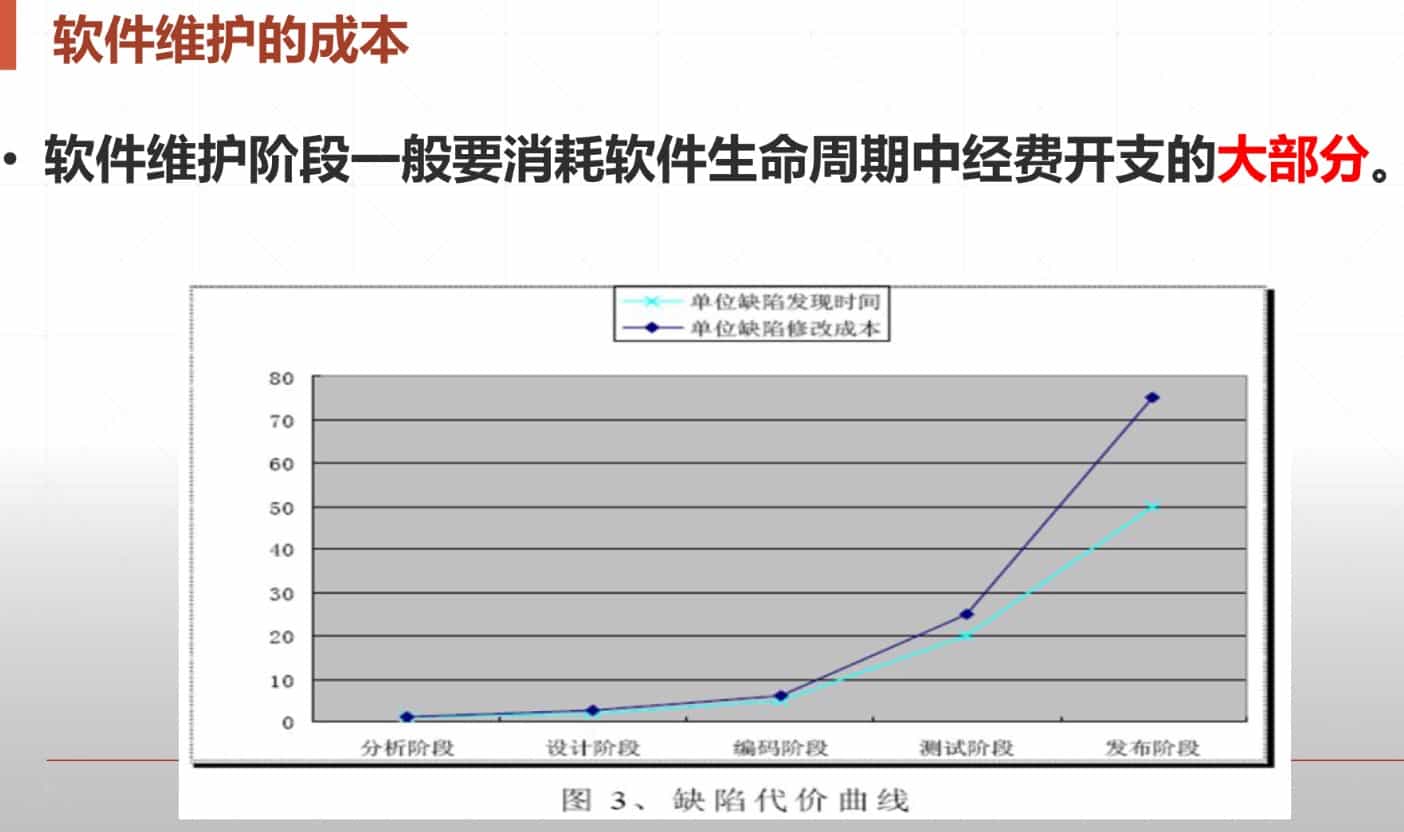 软件维护的成本
• 软件维护阶段一般要消耗软件生命周期中经费开支的大部分。
单位缺陷发现时间
单位缺陷修改成本
80
70
60
50
40
30
20
10
0
分析阶段 设计阶段 编码阶段 测试阶段 发布阶段
图 3、缺陷代价曲线